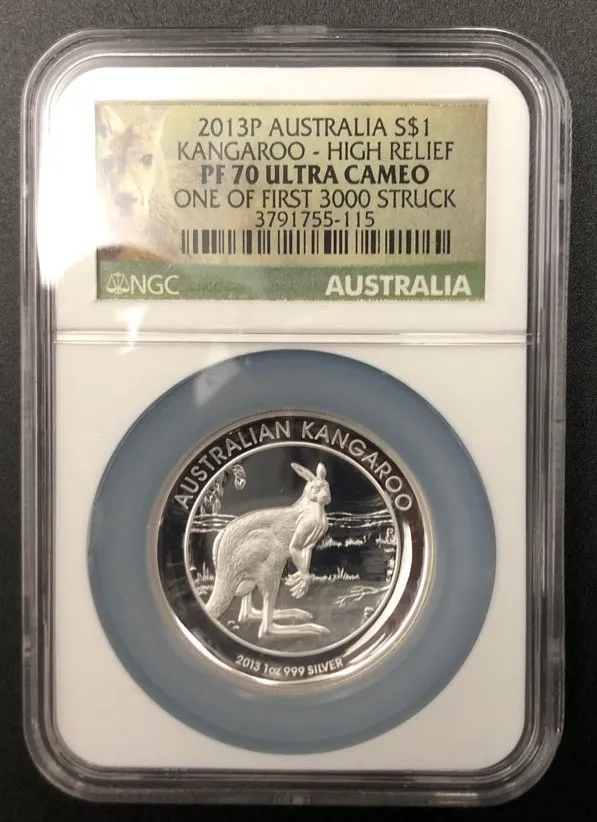 2013P AUSTRALIA S$1
KANGAROO - HIGH RELIEF
PF 70 ULTRA CAMEO
ONE OF FIRST 3000 STRUCK
3791755-115
NGC
AUSTRALIA
AUSTRALIAN KANGAROO
2013 1oz 999 SILVER